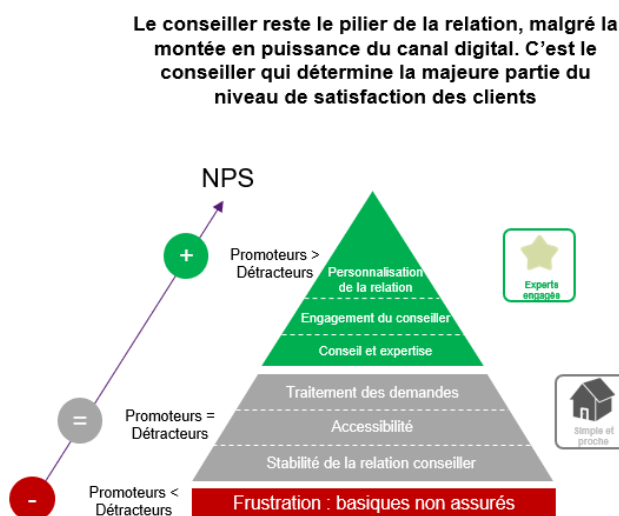 Le conseiller reste le pilier de la relation, malgré la
montée en puissance du canal digital. C’est le
conseiller qui détermine la majeure partie du
niveau de satisfaction des clients
NPS
+
Promoteurs >
Détracteurs
Personnalisation
de la relation
Experts
engagés
Engagement du conseiller
Conseil et expertise
=
Promoteurs =
Détracteurs
Traitement des demandes
Accessibilité
Stabilité de la relation conseiller
Simple et
proche
-
Promoteurs <
Détracteurs
Frustration : basiques non assurés